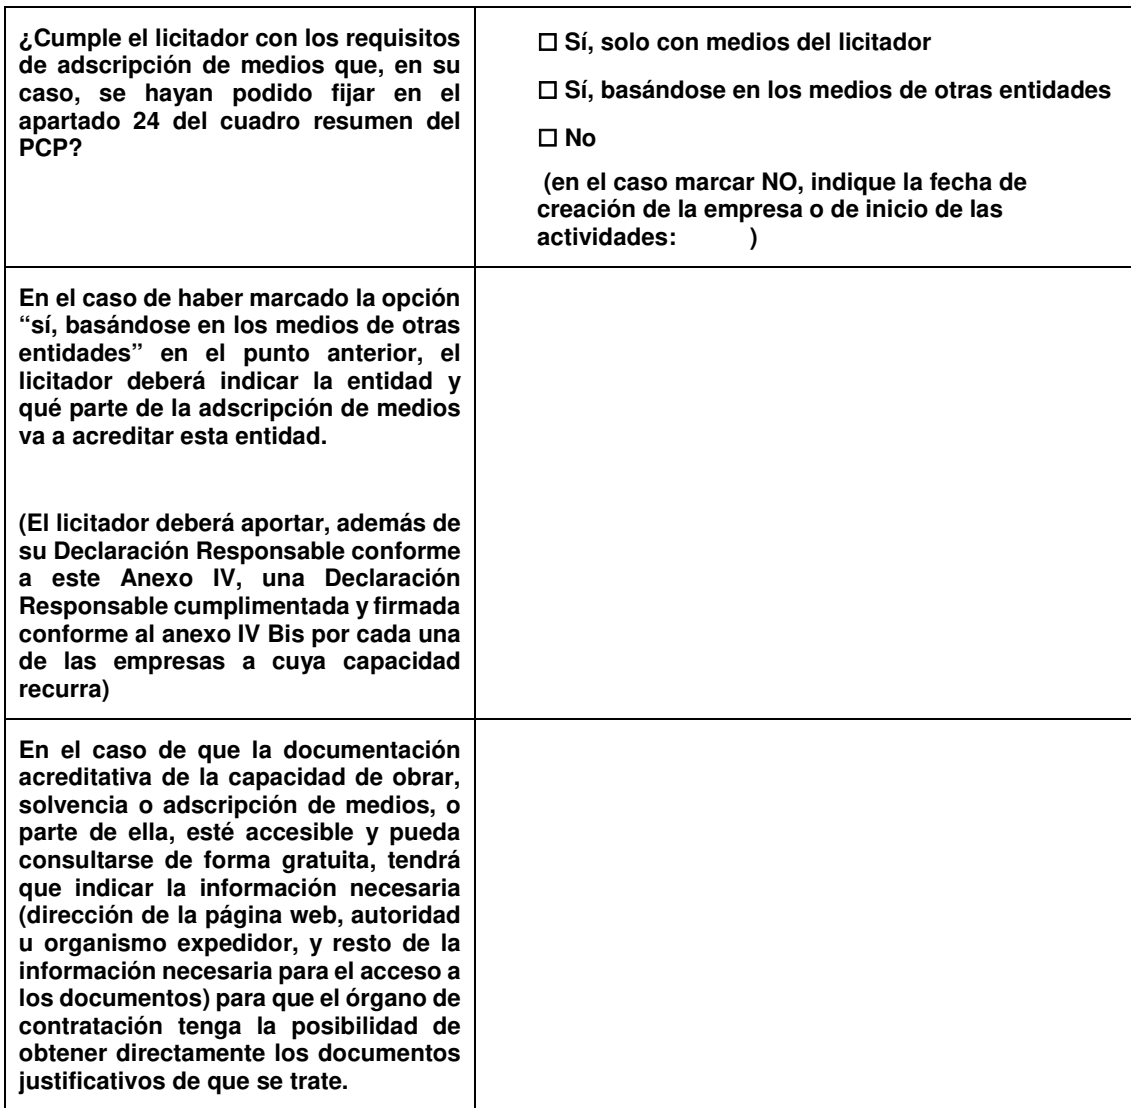 ¿Cumple el licitador con los requisitos
de adscripción de medios que, en su
caso, se hayan podido fijar en el
apartado 24 del cuadro resumen del
PCP?
☐ Sí, solo con medios del licitador
☐ Sí, basándose en los medios de otras entidades
☐ No
(en el caso marcar NO, indique la fecha de
creación de la empresa o de inicio de las
actividades: )
En el caso de haber marcado la opción
“sí, basándose en los medios de otras
entidades” en el punto anterior, el
licitador deberá indicar la entidad y
qué parte de la adscripción de medios
va a acreditar esta entidad.
(El licitador deberá aportar, además de
su Declaración Responsable conforme
a este Anexo IV, una Declaración
Responsable cumplimentada y firmada
conforme al anexo IV Bis por cada una
de las empresas a cuya capacidad
recurra)
En el caso de que la documentación
acreditativa de la capacidad de obrar,
solvencia o adscripción de medios, o
parte de ella, esté accesible y pueda
consultarse de forma gratuita, tendrá
que indicar la información necesaria
(dirección de la página web, autoridad
u organismo expedidor, y resto de la
información necesaria para el acceso a
los documentos) para que el órgano de
contratación tenga la posibilidad de
obtener directamente los documentos
justificativos de que se trate.